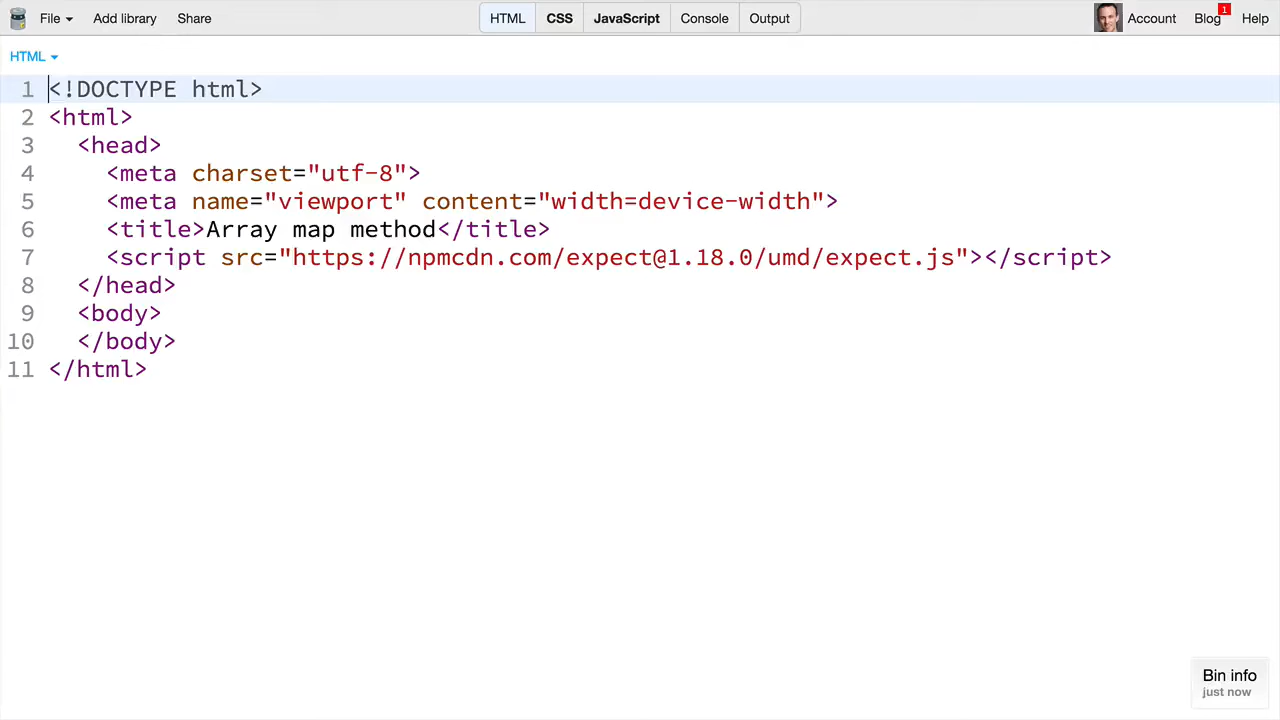 File Add library Share HTML CSS JavaScript Console Output Account Blog 1 Help
HTML
1 <!DOCTYPE html>
2 <html>
3   <head>
4     <meta charset="utf-8">
5     <meta name="viewport" content="width=device-width">
6     <title>Array map method</title>
7     <script src="https://npmcdn.com/expect@1.18.0/umd/expect.js"></script>
8   </head>
9   <body>
10   </body>
11 </html>
Bin info
just now